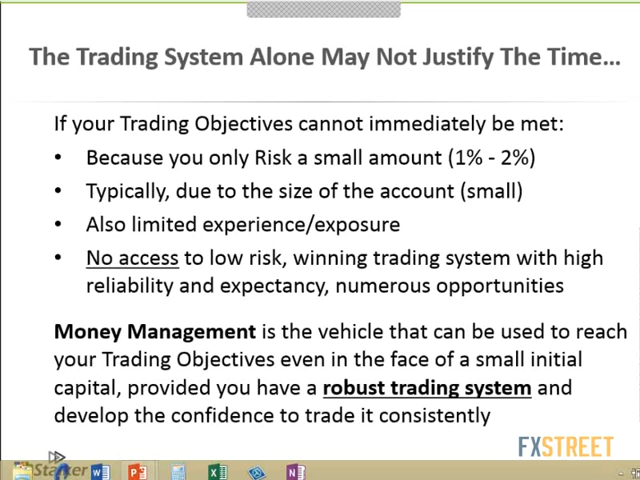 The Trading System Alone May Not Justify The Time...
If your Trading Objectives cannot immediately be met:
• Because you only Risk a small amount (1% - 2%)
• Typically, due to the size of the account (small)
• Also limited experience/exposure
• No access to low risk, winning trading system with high
reliability and expectancy, numerous opportunities
Money Management is the vehicle that can be used to reach
your Trading Objectives even in the face of a small initial
capital, provided you have a robust trading system and
develop the confidence to trade it consistently
FXSTREET